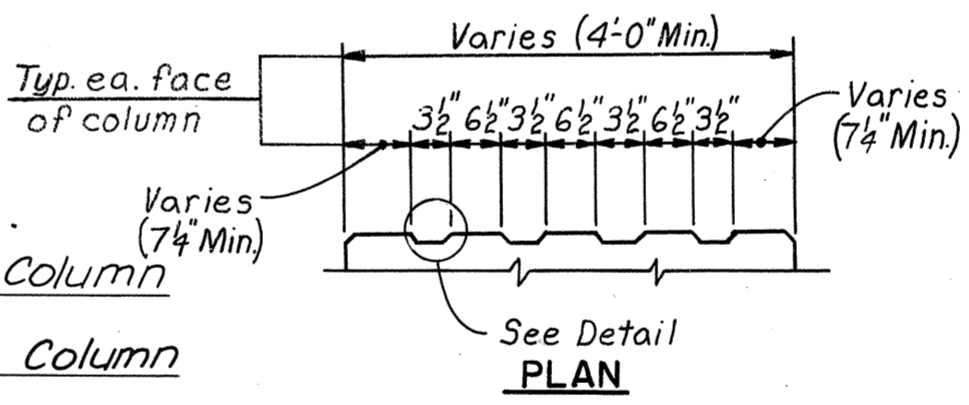 Varies (4'-0" Min.)
Typ. ea. face
of column
3½" 6½" 3½" 6½" 3½" 6½" 3½"
Varies
(7¼" Min.)
Varies
(7¼" Min.)
Column
Column
See Detail
PLAN